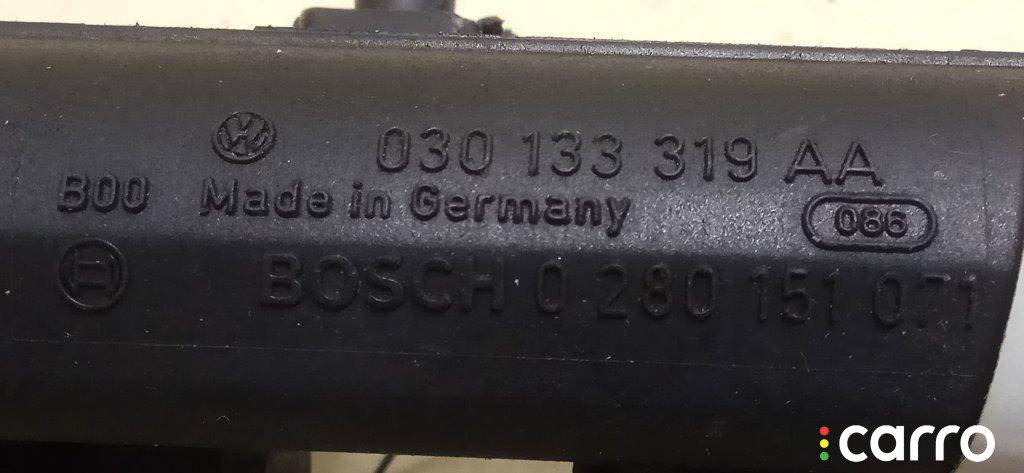 030 133 319 AA
B00 Made in Germany
086
BOSCH 0 280 151 071
carro